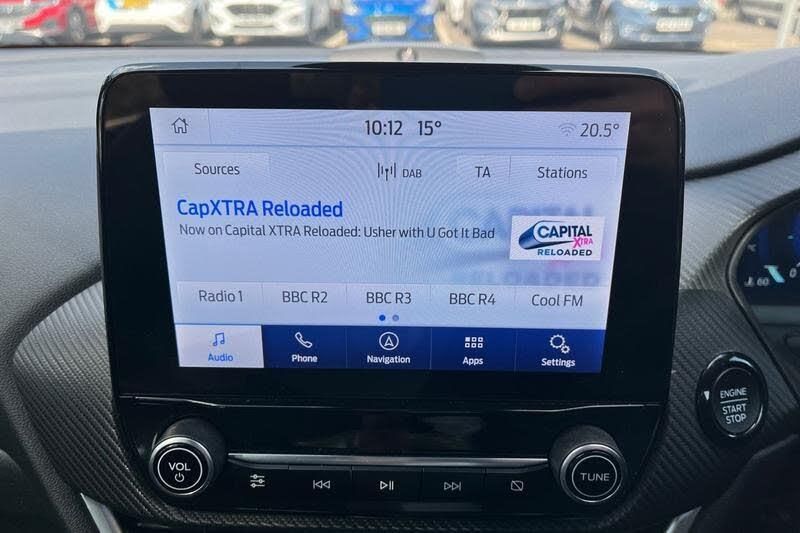 10:12 15° 20.5°
Sources DAB TA Stations
CapXTRA Reloaded
Now on Capital XTRA Reloaded: Usher with U Got It Bad
CAPITAL
XTRA
RELOADED
Radio 1 BBC R2 BBC R3 BBC R4 Cool FM
Audio Phone Navigation Apps Settings
VOL
TUNE
ENGINE
START
STOP
60